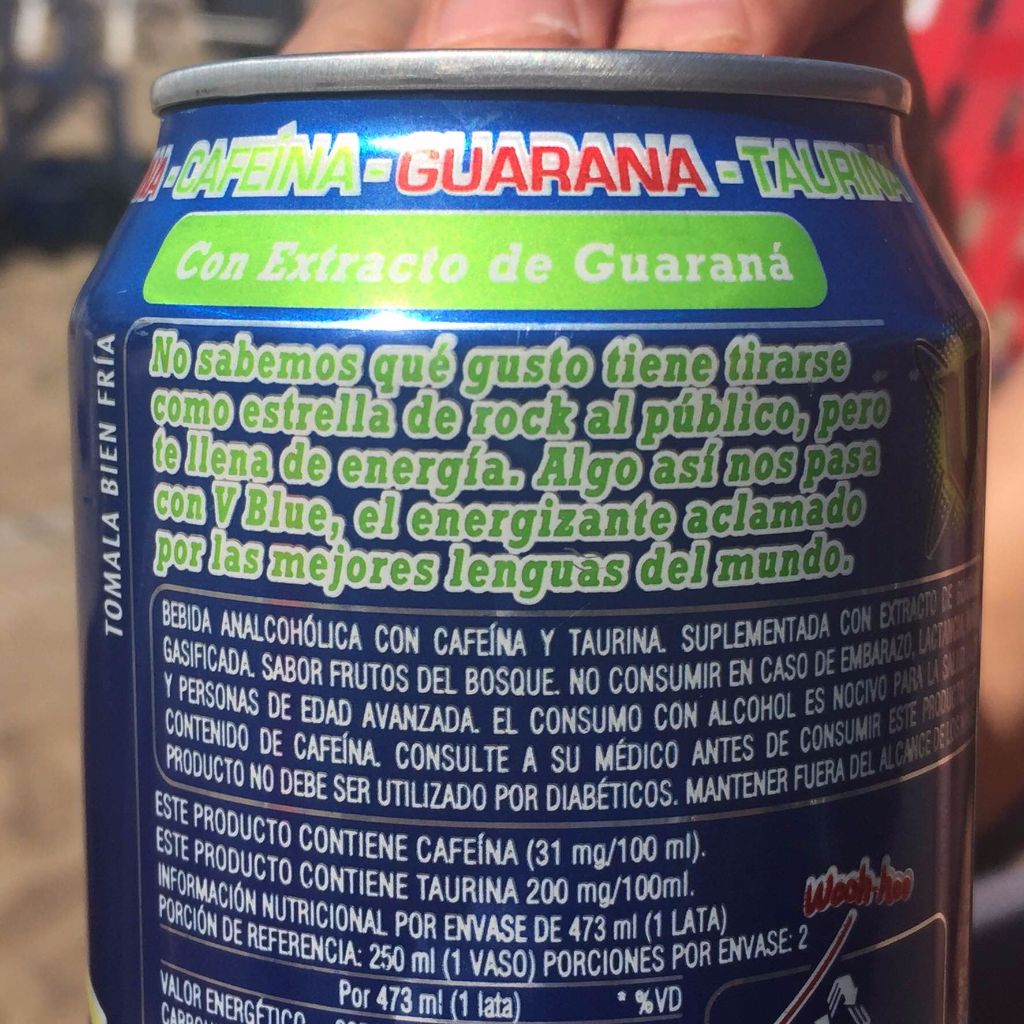 - CAFEÍNA - GUARANA - TAURINA
Con Extracto de Guaraná
TOMALA BIEN FRÍA
No sabemos qué gusto tiene tirarse
como estrella de rock al público, pero
te llena de energía. Algo así nos pasa
con V Blue, el energizante aclamado
por las mejores lenguas del mundo.
BEBIDA ANALCOHÓLICA CON CAFEÍNA Y TAURINA. SUPLEMENTADA CON EXTRACTO DE
GASIFICADA. SABOR FRUTOS DEL BOSQUE. NO CONSUMIR EN CASO DE EMBARAZO,
Y PERSONAS DE EDAD AVANZADA. EL CONSUMO CON ALCOHOL ES NOCIVO PARA LA
CONTENIDO DE CAFEÍNA. CONSULTE A SU MÉDICO ANTES DE CONSUMIR ESTE PRODUCTO
PRODUCTO NO DEBE SER UTILIZADO POR DIABÉTICOS. MANTENER FUERA DEL ALCANCE DE
ESTE PRODUCTO CONTIENE CAFEÍNA (31 mg/100 ml).
ESTE PRODUCTO CONTIENE TAURINA 200 mg/100ml.
INFORMACIÓN NUTRICIONAL POR ENVASE DE 473 ml (1 LATA)
PORCIÓN DE REFERENCIA: 250 ml (1 VASO) PORCIONES POR ENVASE: 2
Woah-hoo
Por 473 ml (1 lata) * %VD
VALOR ENERGÉTICO